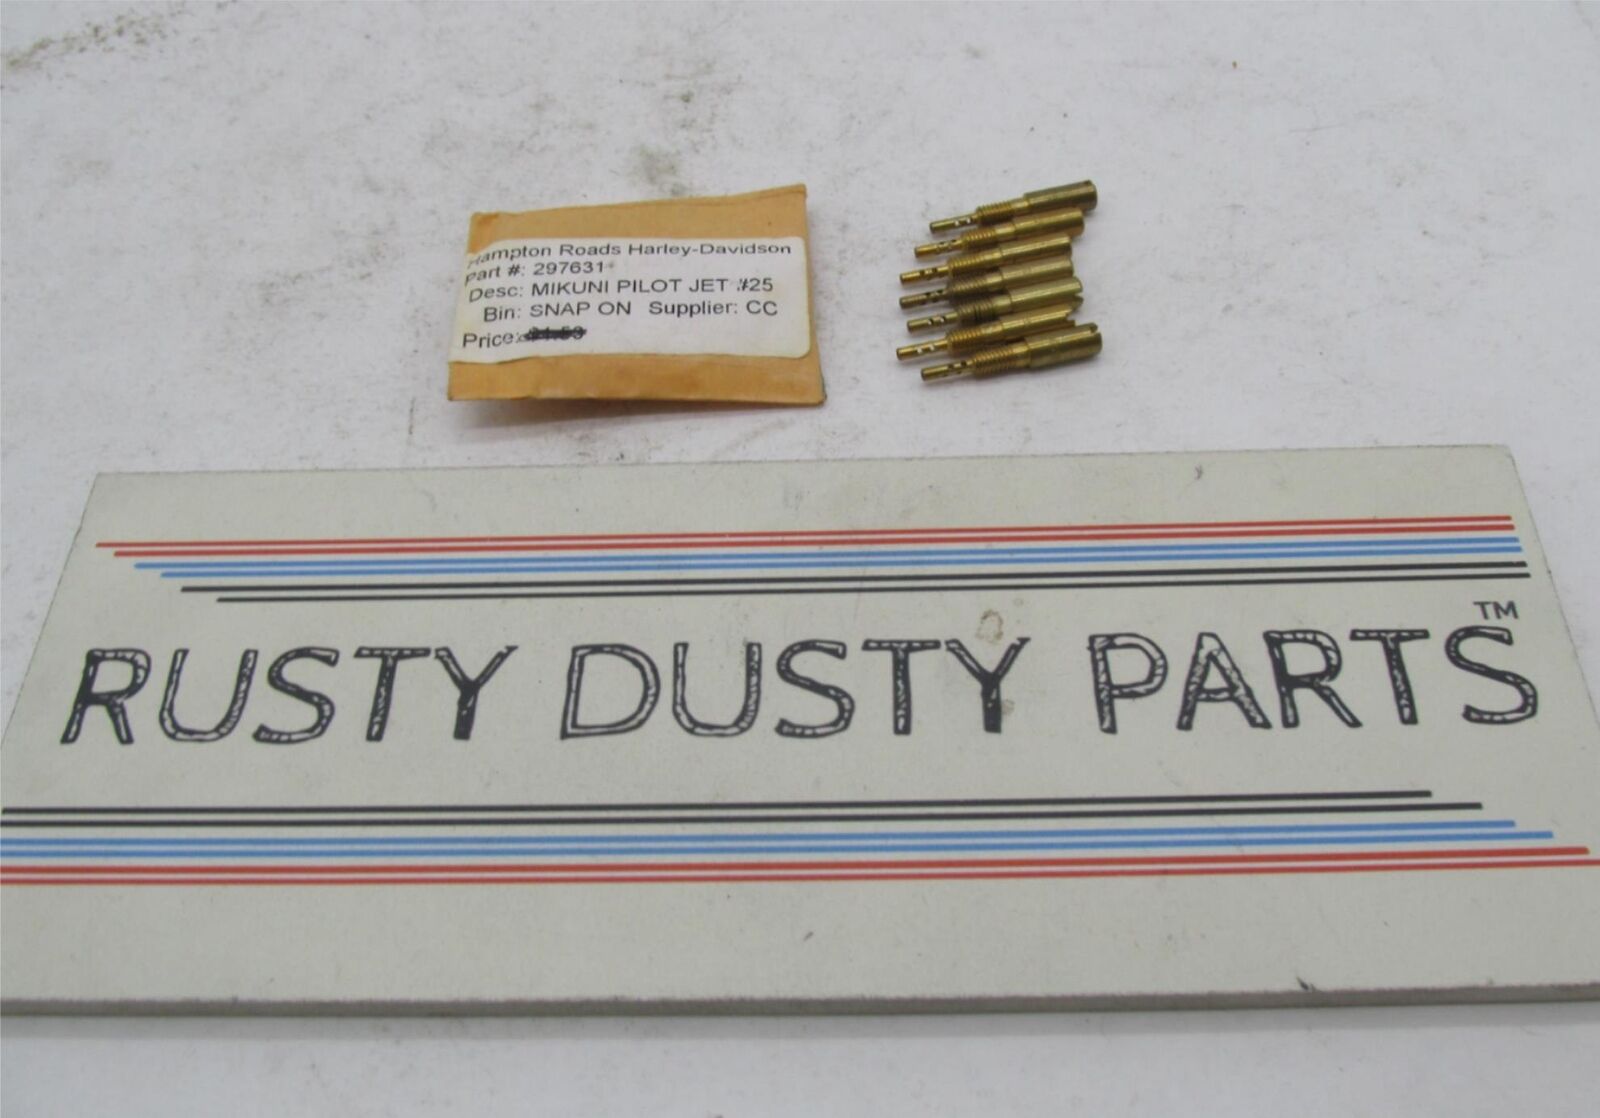 Hampton Roads Harley-Davidson
Part #: 297631
Desc: MIKUNI PILOT JET #25
Bin: SNAP ON Supplier: CC
Price:
RUSTY DUSTY PARTS™